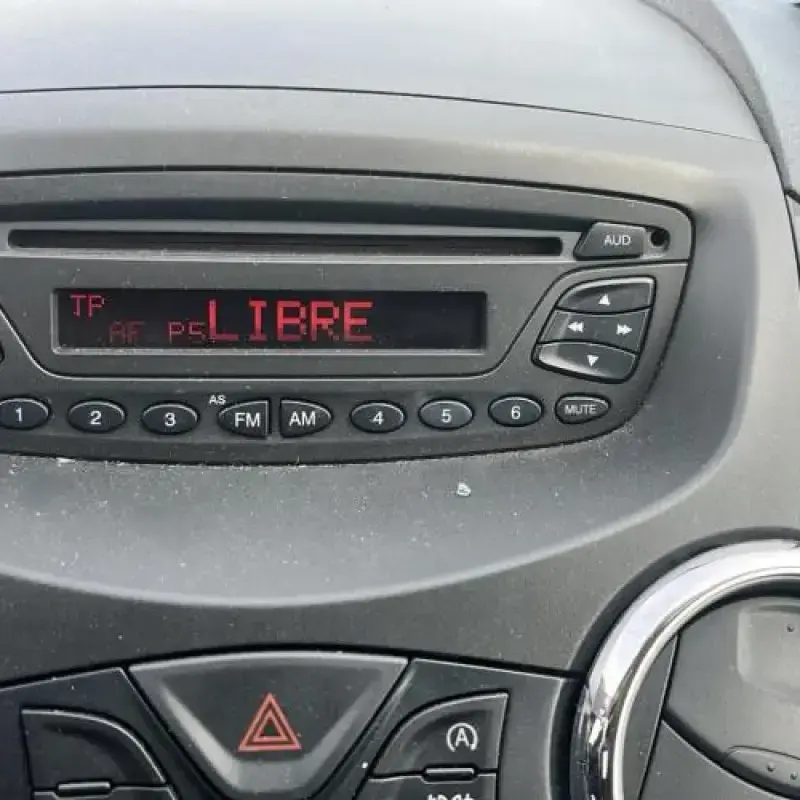 AUD
TP
AF P5 LIBRE
AS
1 2 3 FM AM 4 5 6 MUTE
A